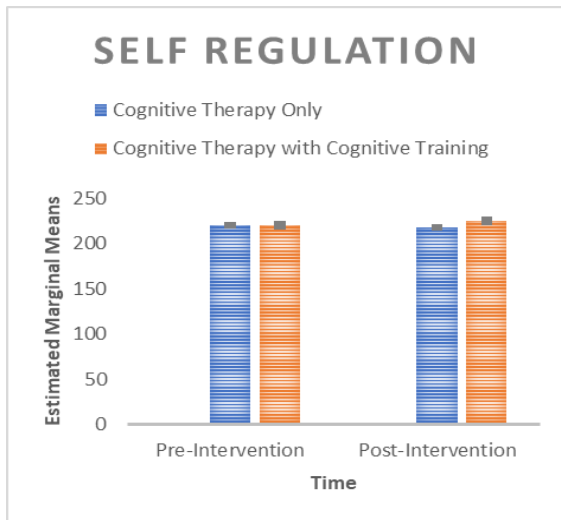 SELF REGULATION
Cognitive Therapy Only
Cognitive Therapy with Cognitive Training
Estimated Marginal Means
250
200
150
100
50
0
Pre-Intervention
Post-Intervention
Time